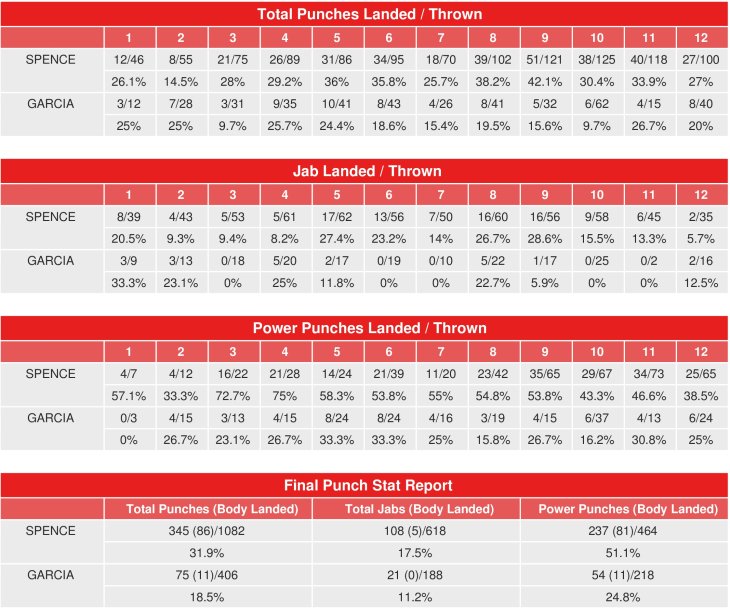 Total Punches Landed / Thrown
1 2 3 4 5 6 7 8 9 10 11 12
SPENCE 12/46 8/55 21/75 26/89 31/86 34/95 18/70 39/102 51/121 38/125 40/118 27/100
26.1% 14.5% 28% 29.2% 36% 35.8% 25.7% 38.2% 42.1% 30.4% 33.9% 27%
GARCIA 3/12 7/28 3/31 9/35 10/41 8/43 4/26 8/41 5/32 6/62 4/15 8/40
25% 25% 9.7% 25.7% 24.4% 18.6% 15.4% 19.5% 15.6% 9.7% 26.7% 20%
Jab Landed / Thrown
1 2 3 4 5 6 7 8 9 10 11 12
SPENCE 8/39 4/43 5/53 5/61 17/62 13/56 7/50 16/60 16/56 9/58 6/45 2/35
20.5% 9.3% 9.4% 8.2% 27.4% 23.2% 14% 26.7% 28.6% 15.5% 13.3% 5.7%
GARCIA 3/9 3/13 0/18 5/20 2/17 0/19 0/10 5/22 1/17 0/25 0/2 2/16
33.3% 23.1% 0% 25% 11.8% 0% 0% 22.7% 5.9% 0% 0% 12.5%
Power Punches Landed / Thrown
1 2 3 4 5 6 7 8 9 10 11 12
SPENCE 4/7 4/12 16/22 21/28 14/24 21/39 11/20 23/42 35/65 29/67 34/73 25/65
57.1% 33.3% 72.7% 75% 58.3% 53.8% 55% 54.8% 53.8% 43.3% 46.6% 38.5%
GARCIA 0/3 4/15 3/13 4/15 8/24 8/24 4/16 3/19 4/15 6/37 4/13 6/24
0% 26.7% 23.1% 26.7% 33.3% 33.3% 25% 15.8% 26.7% 16.2% 30.8% 25%
Final Punch Stat Report
Total Punches (Body Landed) Total Jabs (Body Landed) Power Punches (Body Landed)
SPENCE 345 (86)/1082 108 (5)/618 237 (81)/464
31.9% 17.5% 51.1%
GARCIA 75 (11)/406 21 (0)/188 54 (11)/218
18.5% 11.2% 24.8%